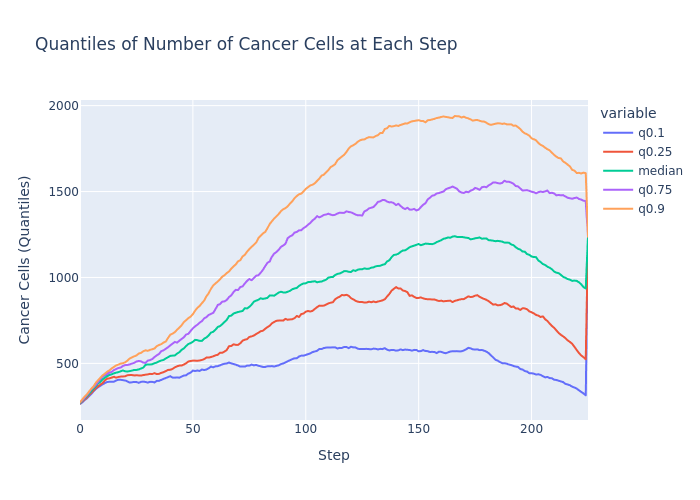 Quantiles of Number of Cancer Cells at Each Step
variable
q0.1
q0.25
median
q0.75
q0.9
Cancer Cells (Quantiles)
2000
1500
1000
500
0
50
100
150
200
Step